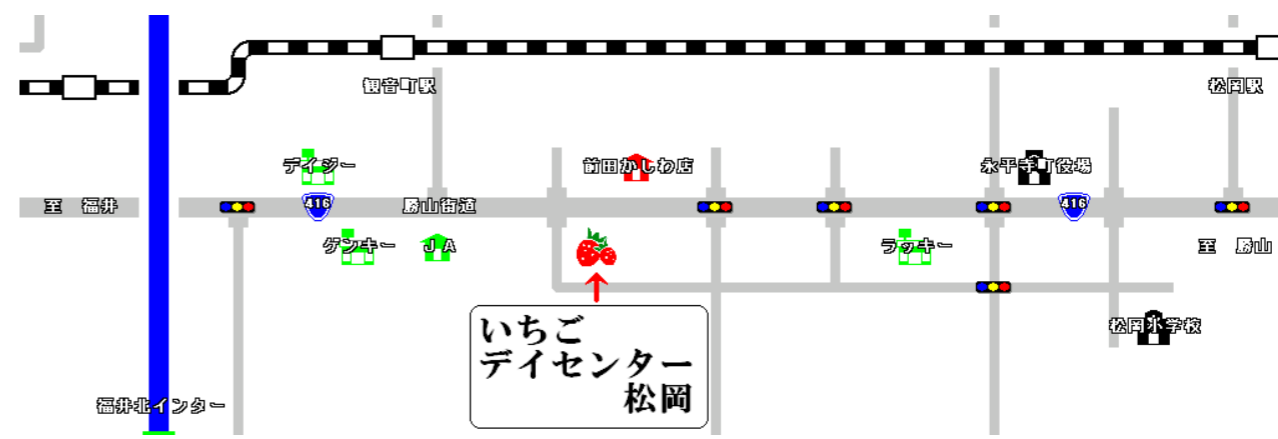 観音町駅
松岡駅
デイジー
前田かしわ店
永平寺町役場
至 福井
416
勝山街道
416
ゲンキー
JA
ラッキー
至 勝山
いちご
デイセンター
松岡
松岡小学校
福井北インター